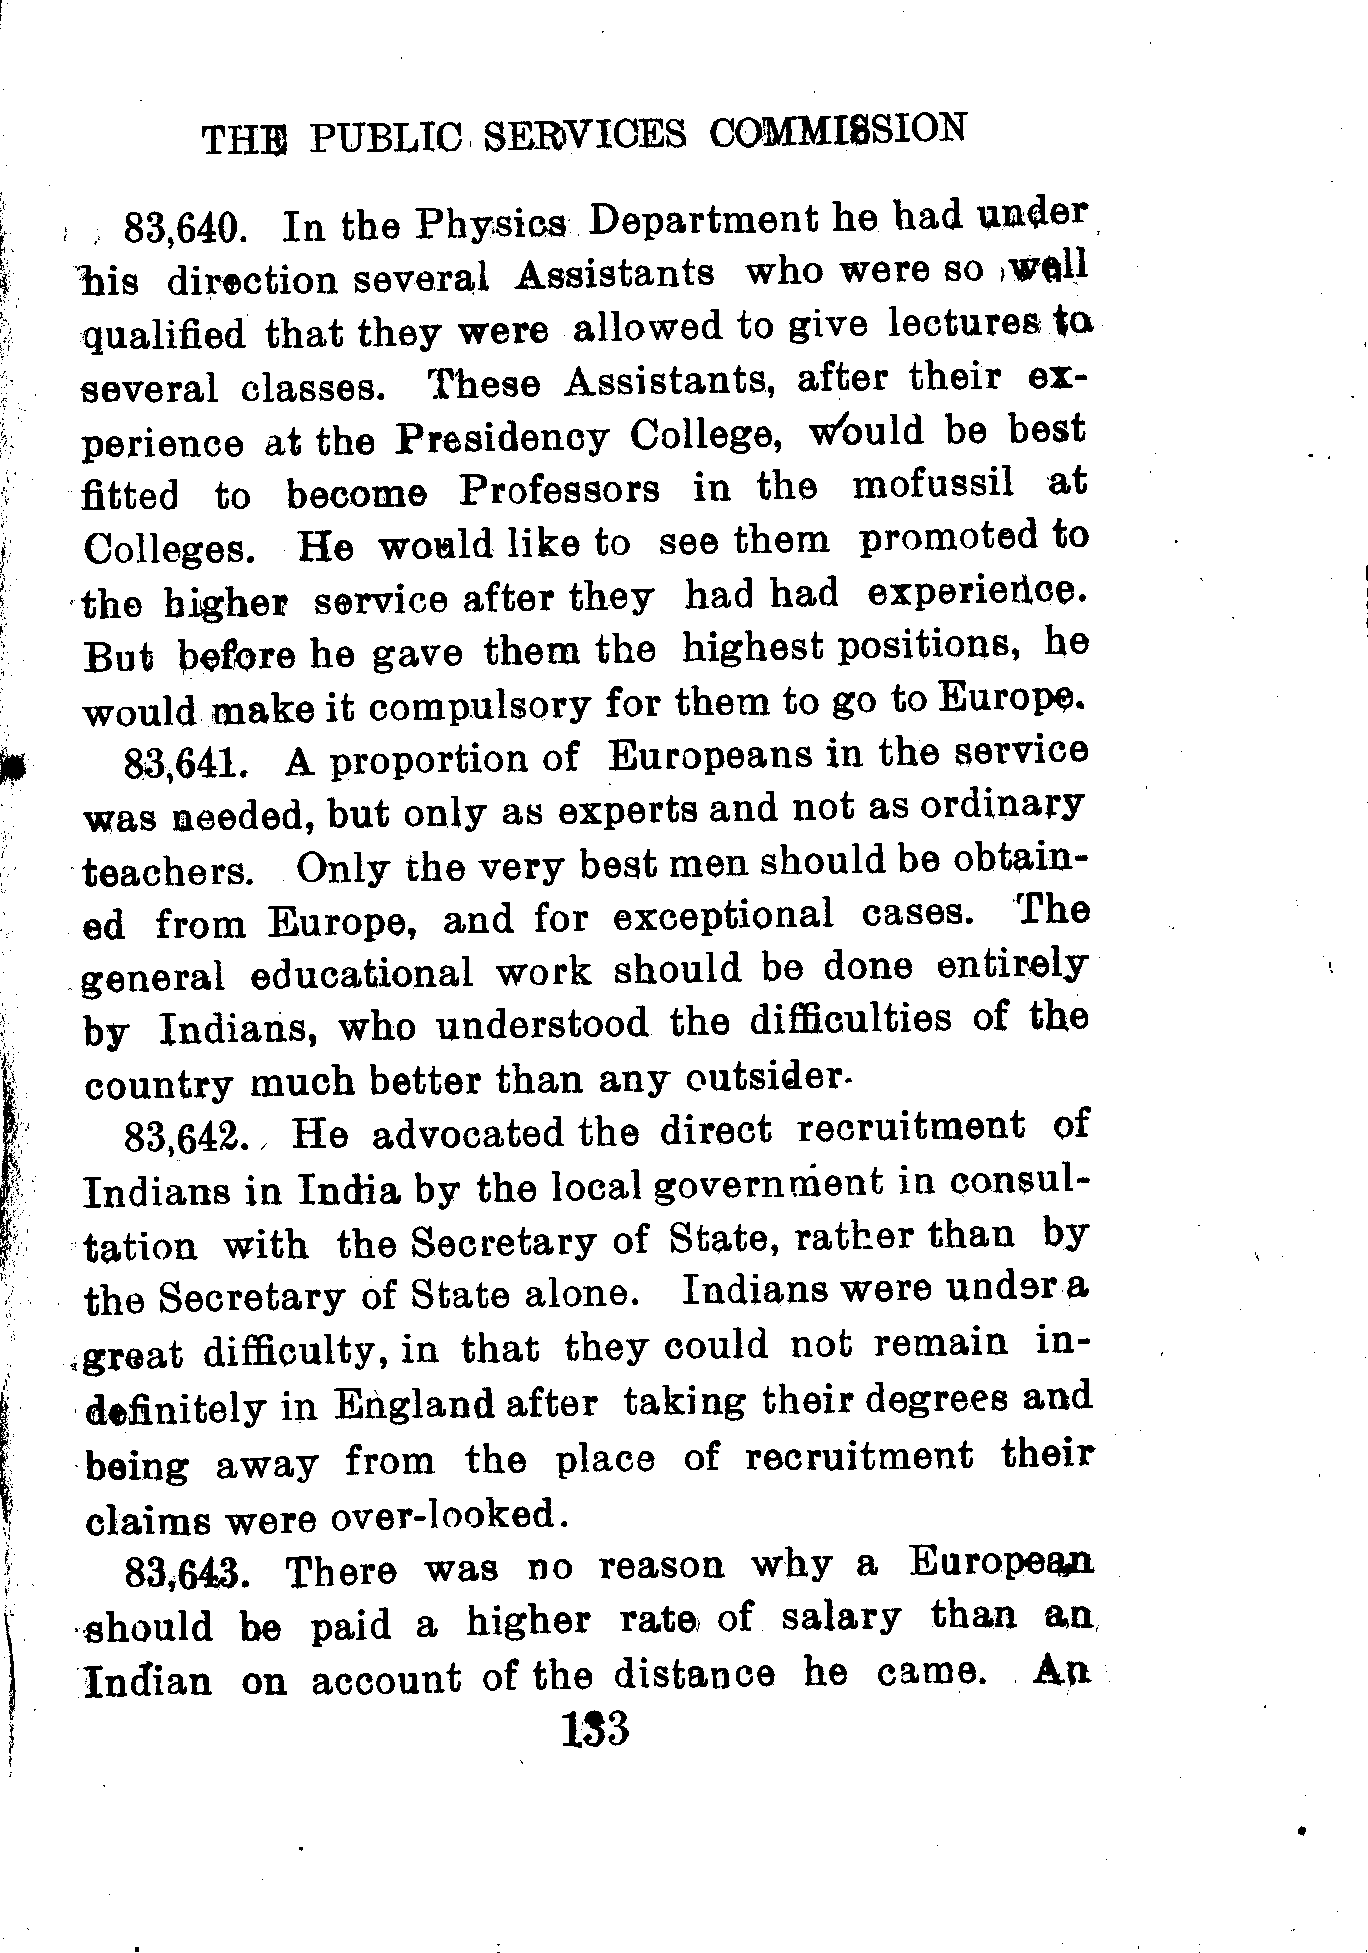 THE PUBLIC SERVICES COMMISSION
83,640. In the Physics Department he had under
his direction several Assistants who were so well
qualified that they were allowed to give lectures to
several classes. These Assistants, after their ex-
perience at the Presidency College, would be best
fitted to become Professors in the mofussil at
Colleges. He would like to see them promoted to
the higher service after they had had experience.
But before he gave them the highest positions, he
would make it compulsory for them to go to Europe.
83,641. A proportion of Europeans in the service
was needed, but only as experts and not as ordinary
teachers. Only the very best men should be obtain-
ed from Europe, and for exceptional cases. The
general educational work should be done entirely
by Indians, who understood the difficulties of the
country much better than any outsider.
83,642. He advocated the direct recruitment of
Indians in India by the local government in consul-
tation with the Secretary of State, rather than by
the Secretary of State alone. Indians were under a
great difficulty, in that they could not remain in-
definitely in England after taking their degrees and
being away from the place of recruitment their
claims were over-looked.
83,643. There was no reason why a European
should be paid a higher rate of salary than an
Indian on account of the distance he came. An
133